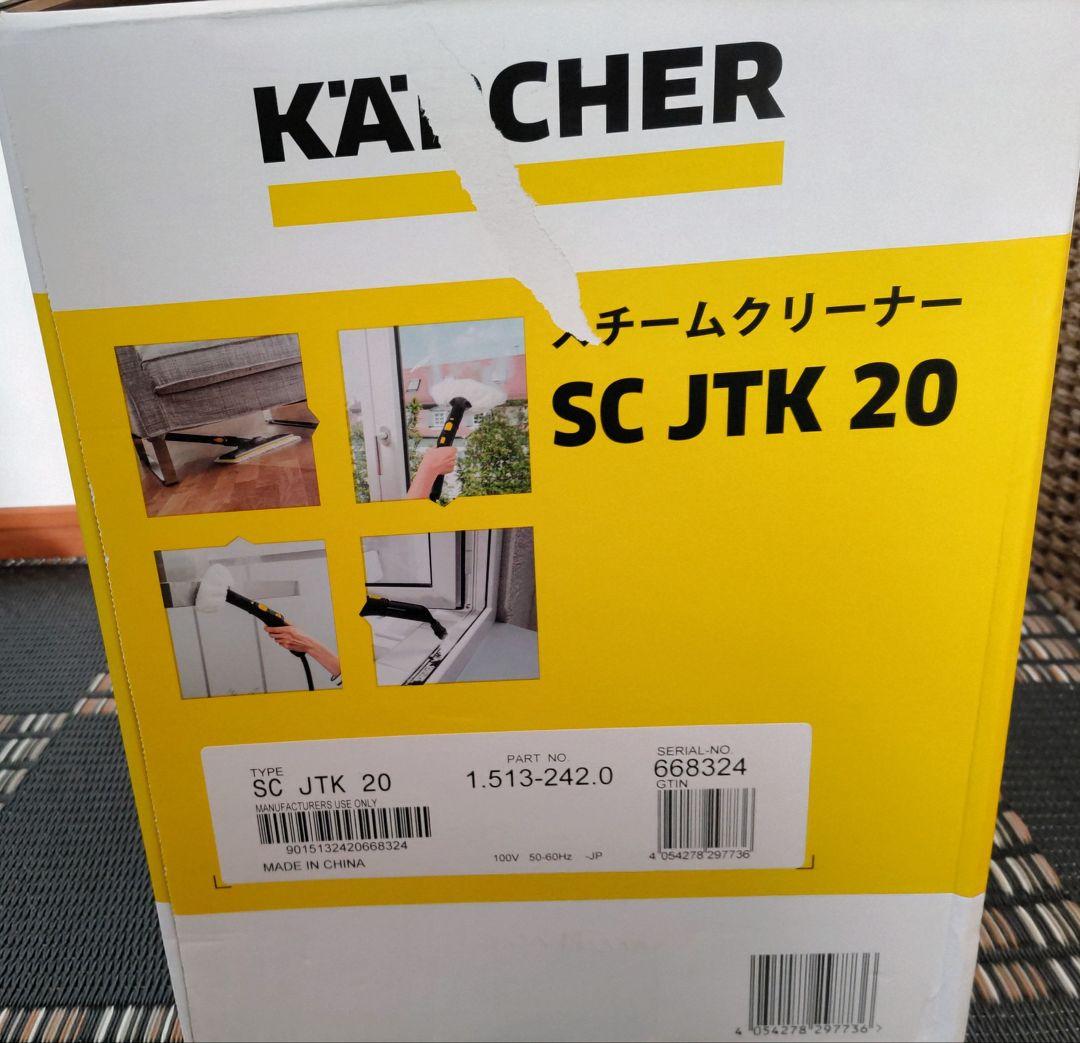 KÄRCHER
スチームクリーナー
SC JTK 20
TYPE
SC JTK 20
MANUFACTURERS USE ONLY
9015132420668324
MADE IN CHINA
PART NO.
1.513-242.0
100V 50-60Hz -JP
SERIAL-NO.
668324
GTIN
4 054278 297736
4 054278 297736 >